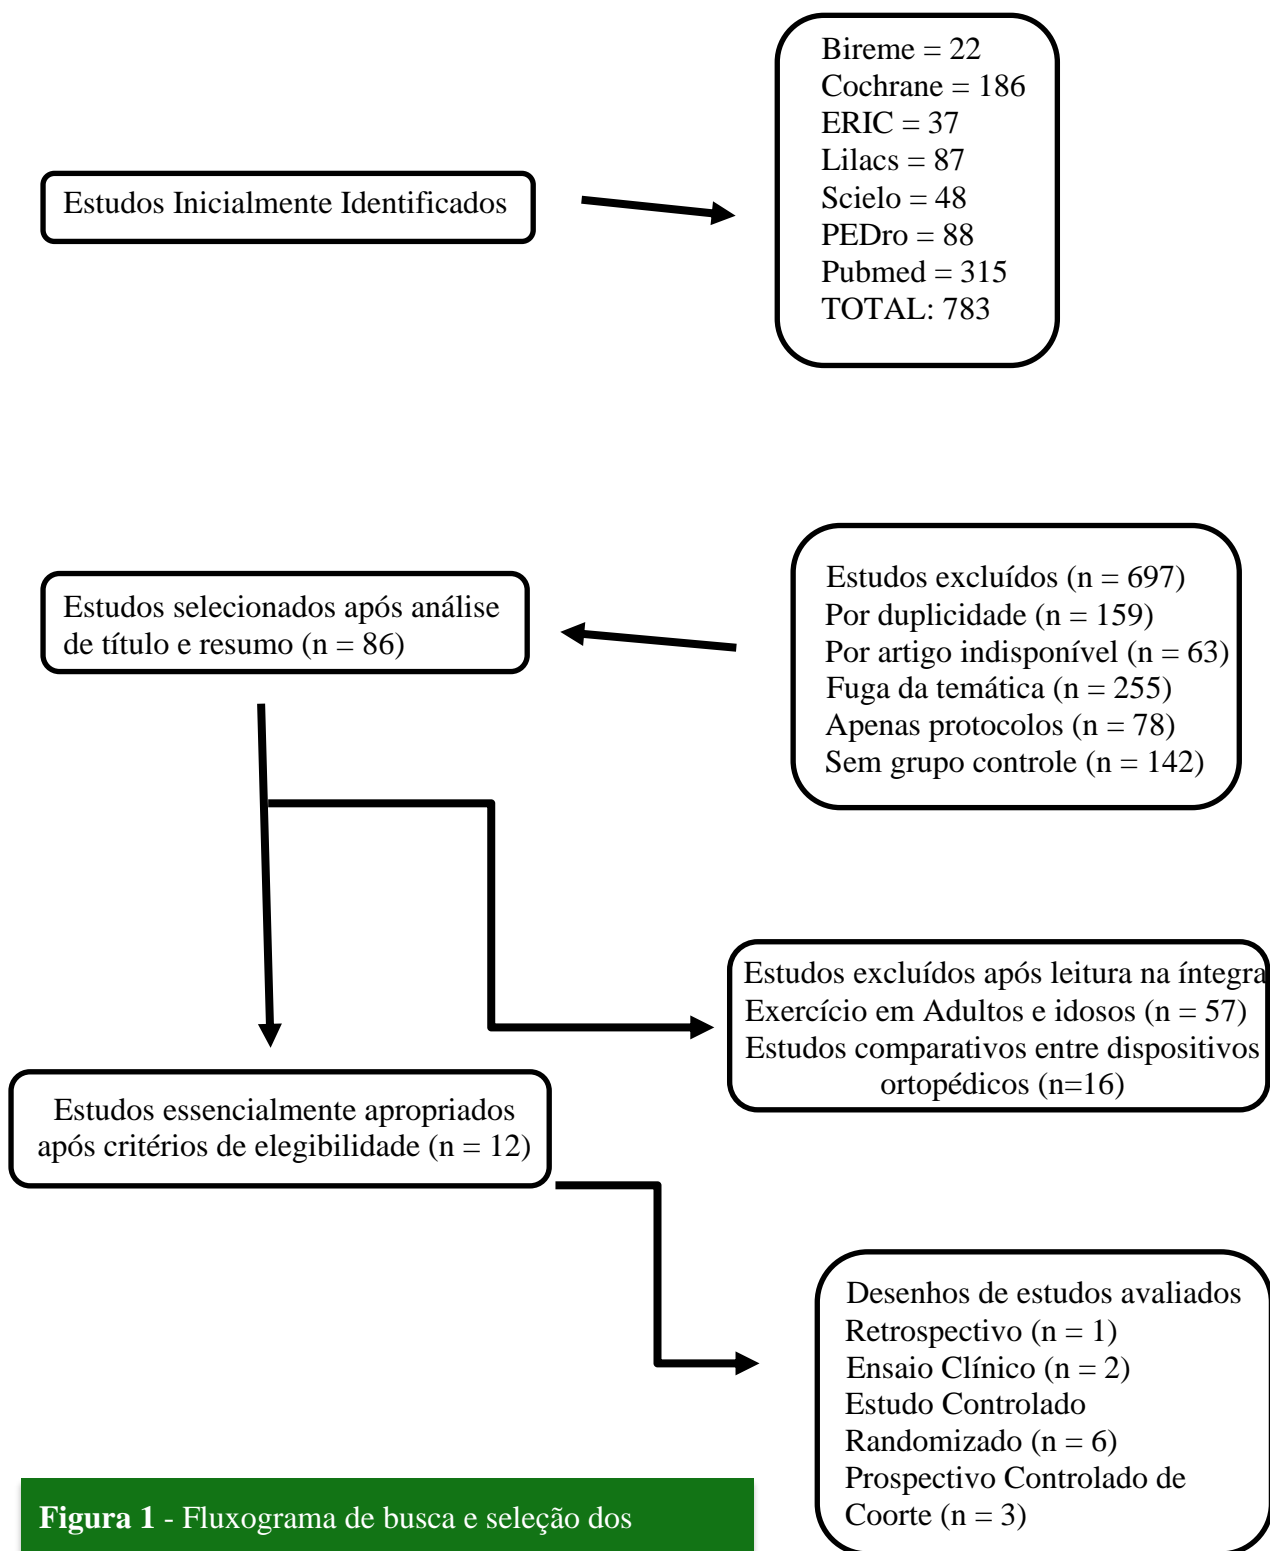 Bireme = 22
Cochrane = 186
ERIC = 37
Lilacs = 87
Scielo = 48
PEDro = 88
Pubmed = 315
TOTAL: 783
Estudos Inicialmente Identificados
Estudos excluídos (n = 697)
Por duplicidade (n = 159)
Por artigo indisponível (n = 63)
Fuga da temática (n = 255)
Apenas protocolos (n = 78)
Sem grupo controle (n = 142)
Estudos selecionados após análise
de título e resumo (n = 86)
Estudos excluídos após leitura na íntegra
Exercício em Adultos e idosos (n = 57)
Estudos comparativos entre dispositivos
ortopédicos (n=16)
Estudos essencialmente apropriados
após critérios de elegibilidade (n = 12)
Desenhos de estudos avaliados
Retrospectivo (n = 1)
Ensaio Clínico (n = 2)
Estudo Controlado
Randomizado (n = 6)
Prospectivo Controlado de
Coorte (n = 3)
Figura 1 - Fluxograma de busca e seleção dos